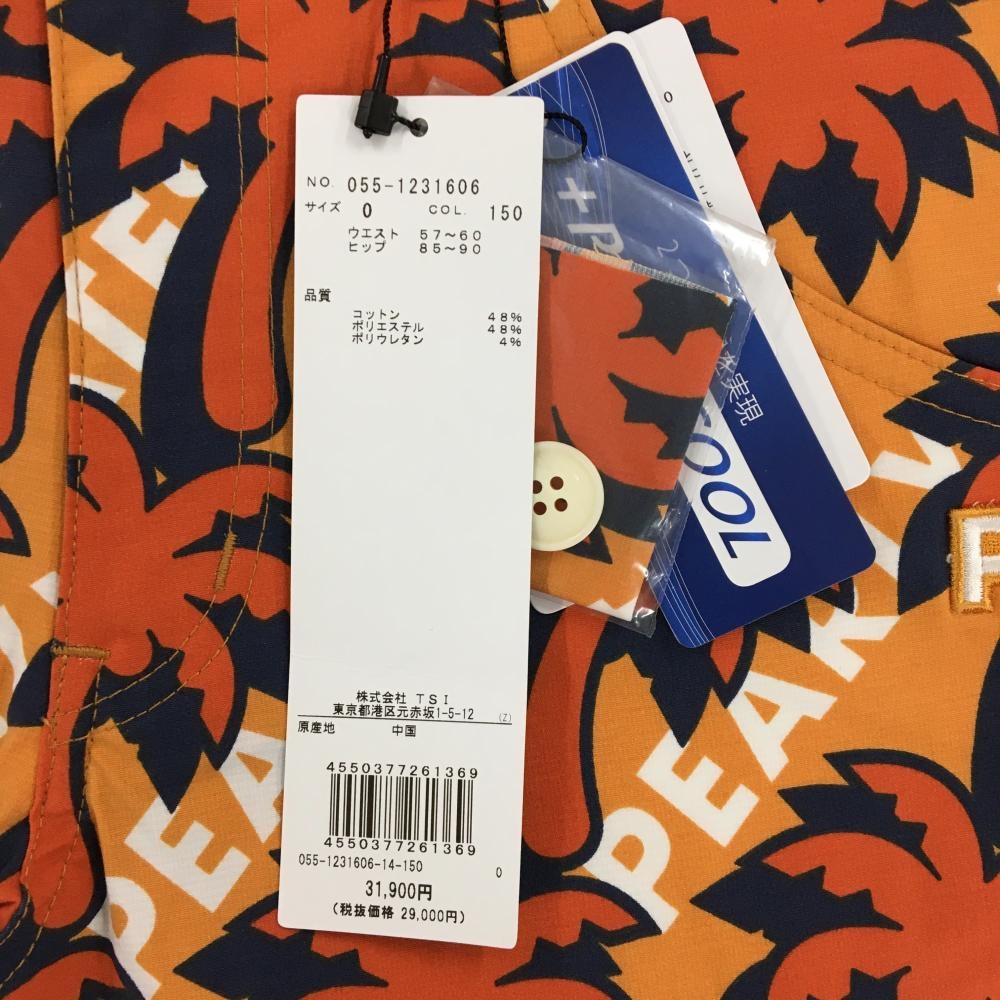 NO. 055-1231606
サイズ 0 COL. 150
ウエスト 57～60
ヒップ 85～90
品質
コットン 48%
ポリエステル 48%
ポリウレタン 4%
株式会社 TSI
東京都港区元赤坂1-5-12 (Z)
原産地 中国
4550377261369
4550377261369
055-1231606-14-150 0
31,900円
(税抜価格 29,000円)
0
実現
PEAR
PEA